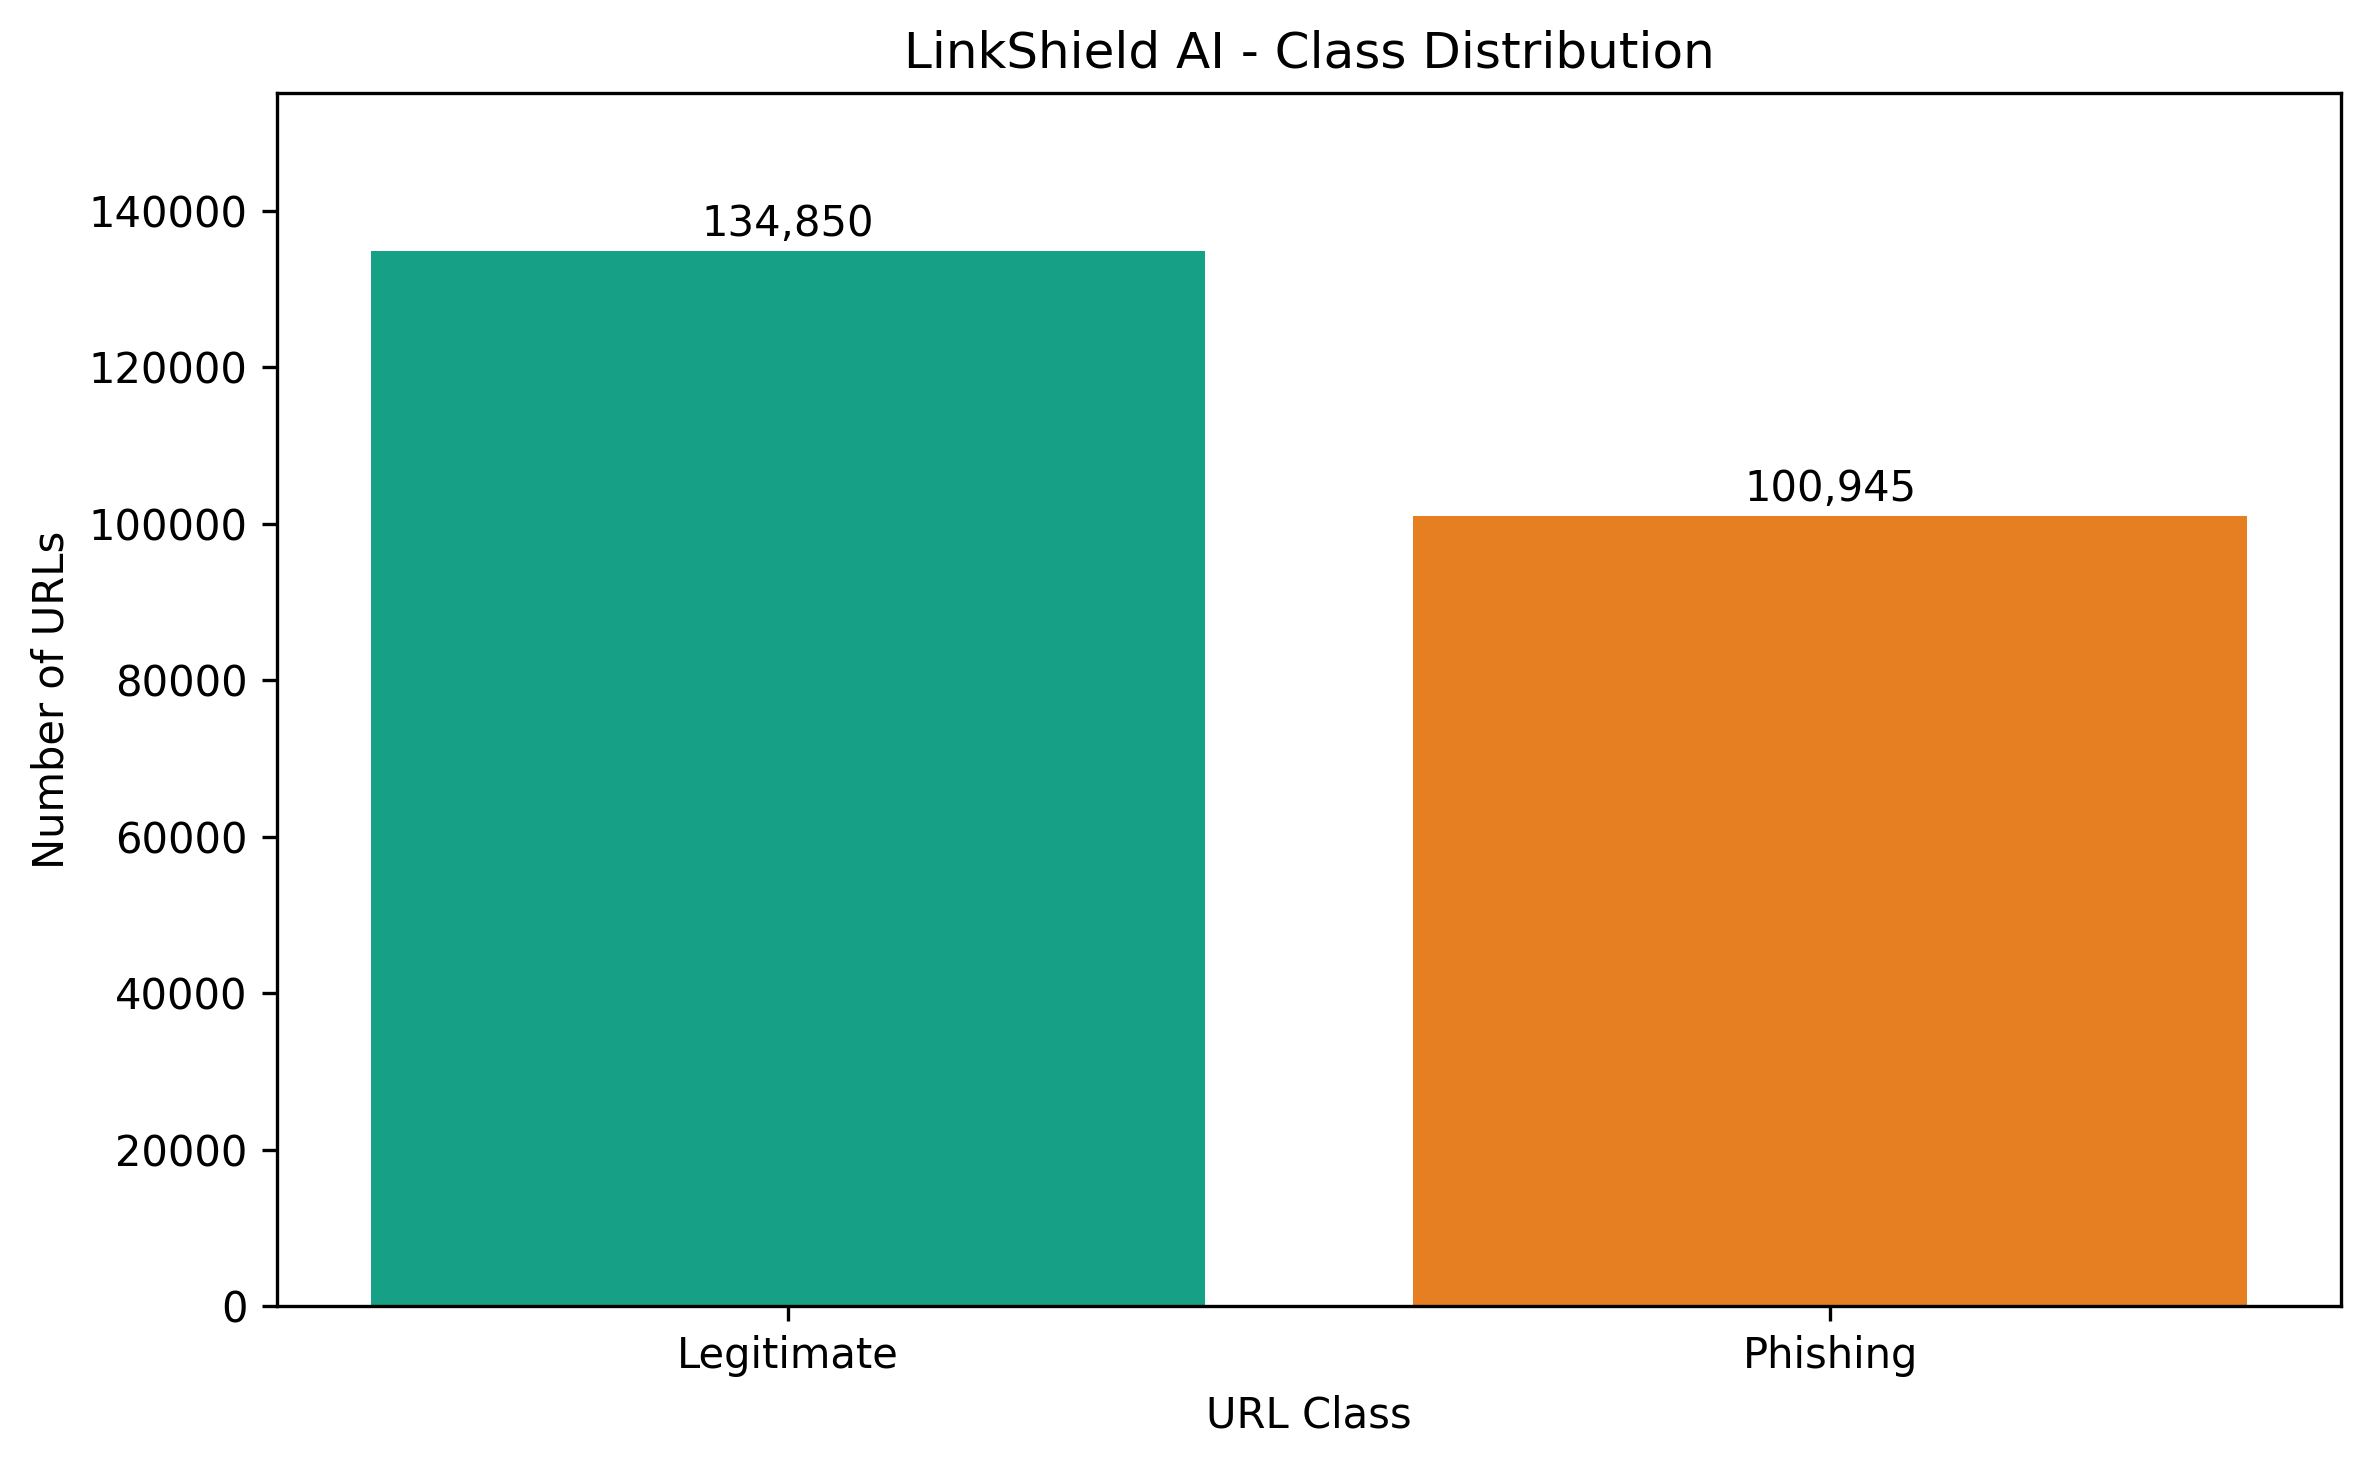 LinkShield AI - Class Distribution
Number of URLs
140000
120000
100000
80000
60000
40000
20000
0
134,850
100,945
Legitimate
Phishing
URL Class